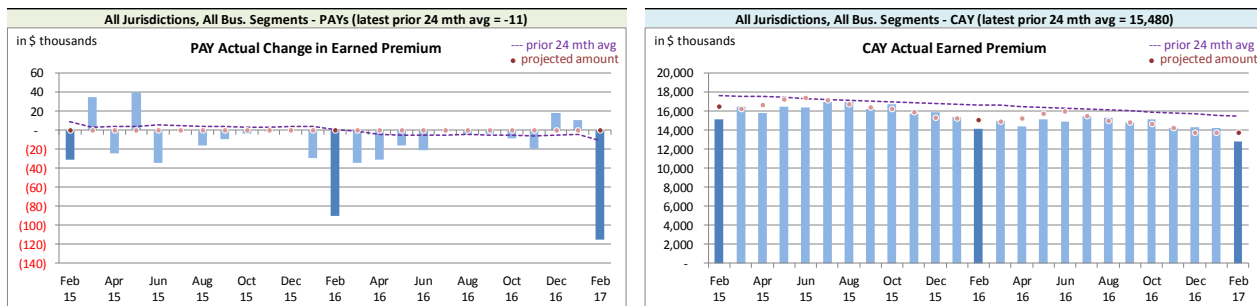 All Jurisdictions, All Bus. Segments - PAYs (latest prior 24 mth avg = -11)
in $ thousands
PAY Actual Change in Earned Premium
--- prior 24 mth avg
● projected amount
60
40
20
-
(20)
(40)
(60)
(80)
(100)
(120)
(140)
Feb Apr Jun Aug Oct Dec Feb Apr Jun Aug Oct Dec Feb
15 15 15 15 15 15 16 16 16 16 16 16 17
All Jurisdictions, All Bus. Segments - CAY (latest prior 24 mth avg = 15,480)
in $ thousands
CAY Actual Earned Premium
--- prior 24 mth avg
● projected amount
20,000
18,000
16,000
14,000
12,000
10,000
8,000
6,000
4,000
2,000
-
Feb Apr Jun Aug Oct Dec Feb Apr Jun Aug Oct Dec Feb
15 15 15 15 15 15 16 16 16 16 16 16 17